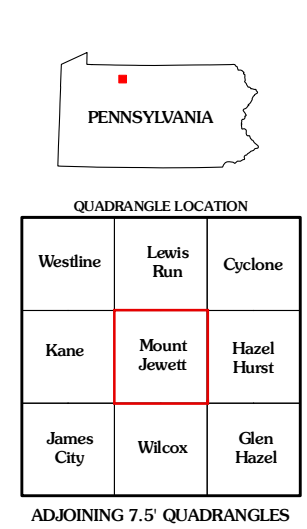 PENNSYLVANIA
QUADRANGLE LOCATION
Westline
Lewis
Run
Cyclone
Kane
Mount
Jewett
Hazel
Hurst
James
City
Wilcox
Glen
Hazel
ADJOINING 7.5' QUADRANGLES